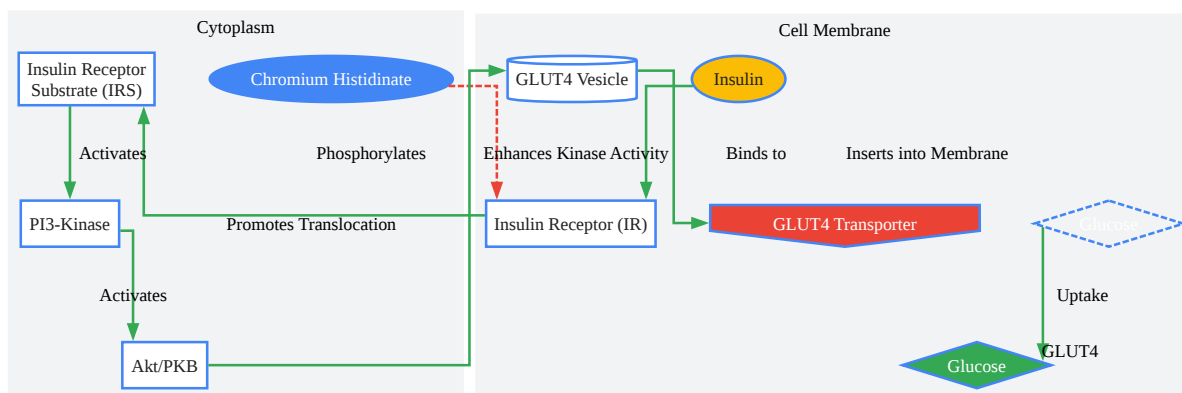 Cytoplasm
Cell Membrane
Insulin Receptor
Substrate (IRS)
Chromium Histidinate
GLUT4 Vesicle
Insulin
Activates
Phosphorylates
Enhances Kinase Activity
Binds to
Inserts into Membrane
PI3-Kinase
Promotes Translocation
Insulin Receptor (IR)
GLUT4 Transporter
Glucose
Activates
Uptake
GLUT4
Akt/PKB
Glucose